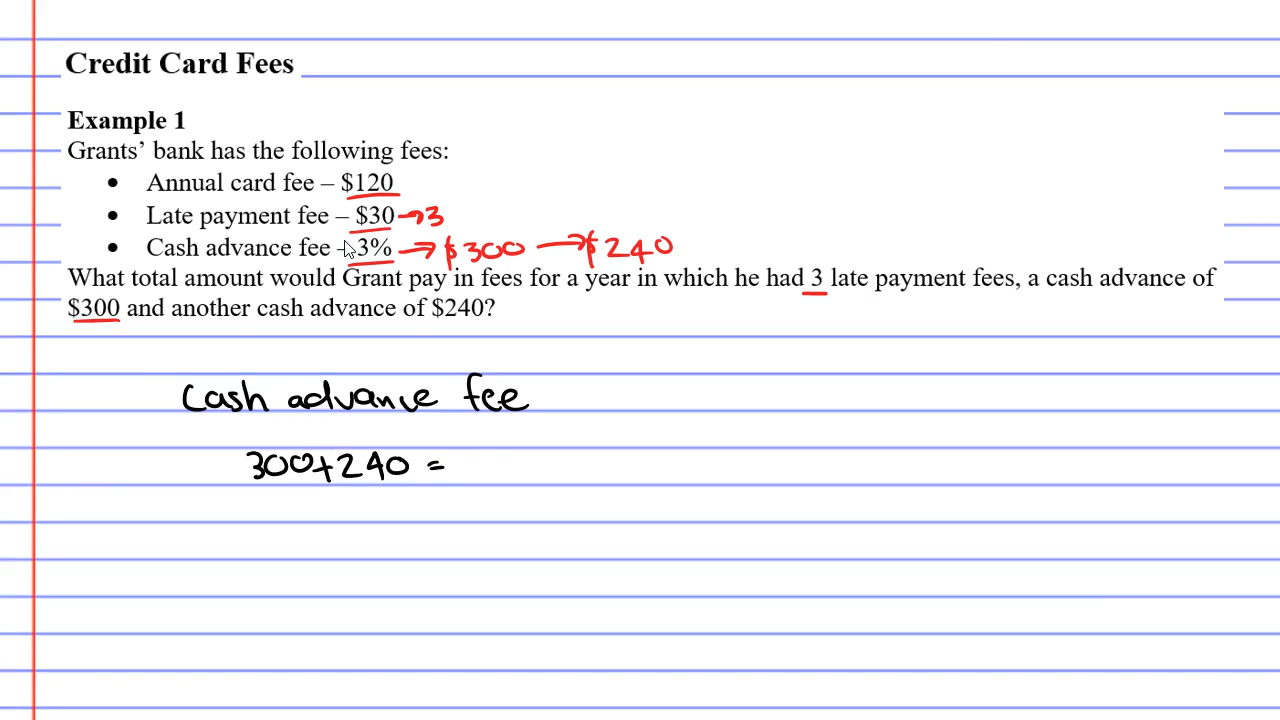 Credit Card Fees
Example 1
Grants’ bank has the following fees:
• Annual card fee – $120
• Late payment fee – $30 → 3
• Cash advance fee – 3% → $300 → $240
What total amount would Grant pay in fees for a year in which he had 3 late payment fees, a cash advance of
$300 and another cash advance of $240?
Cash advance fee
300+240 =